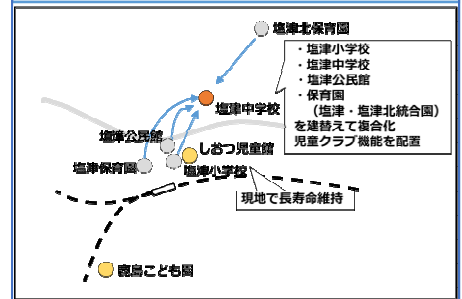 塩津北保育園
・塩津小学校
・塩津中学校
・塩津公民館
・保育園
（塩津・塩津北統合園）
を建替えて複合化
児童クラブ機能を配置
塩津中学校
塩津公民館
しおつ児童館
塩津保育園
塩津小学校
現地で長寿命維持
鹿島こども園